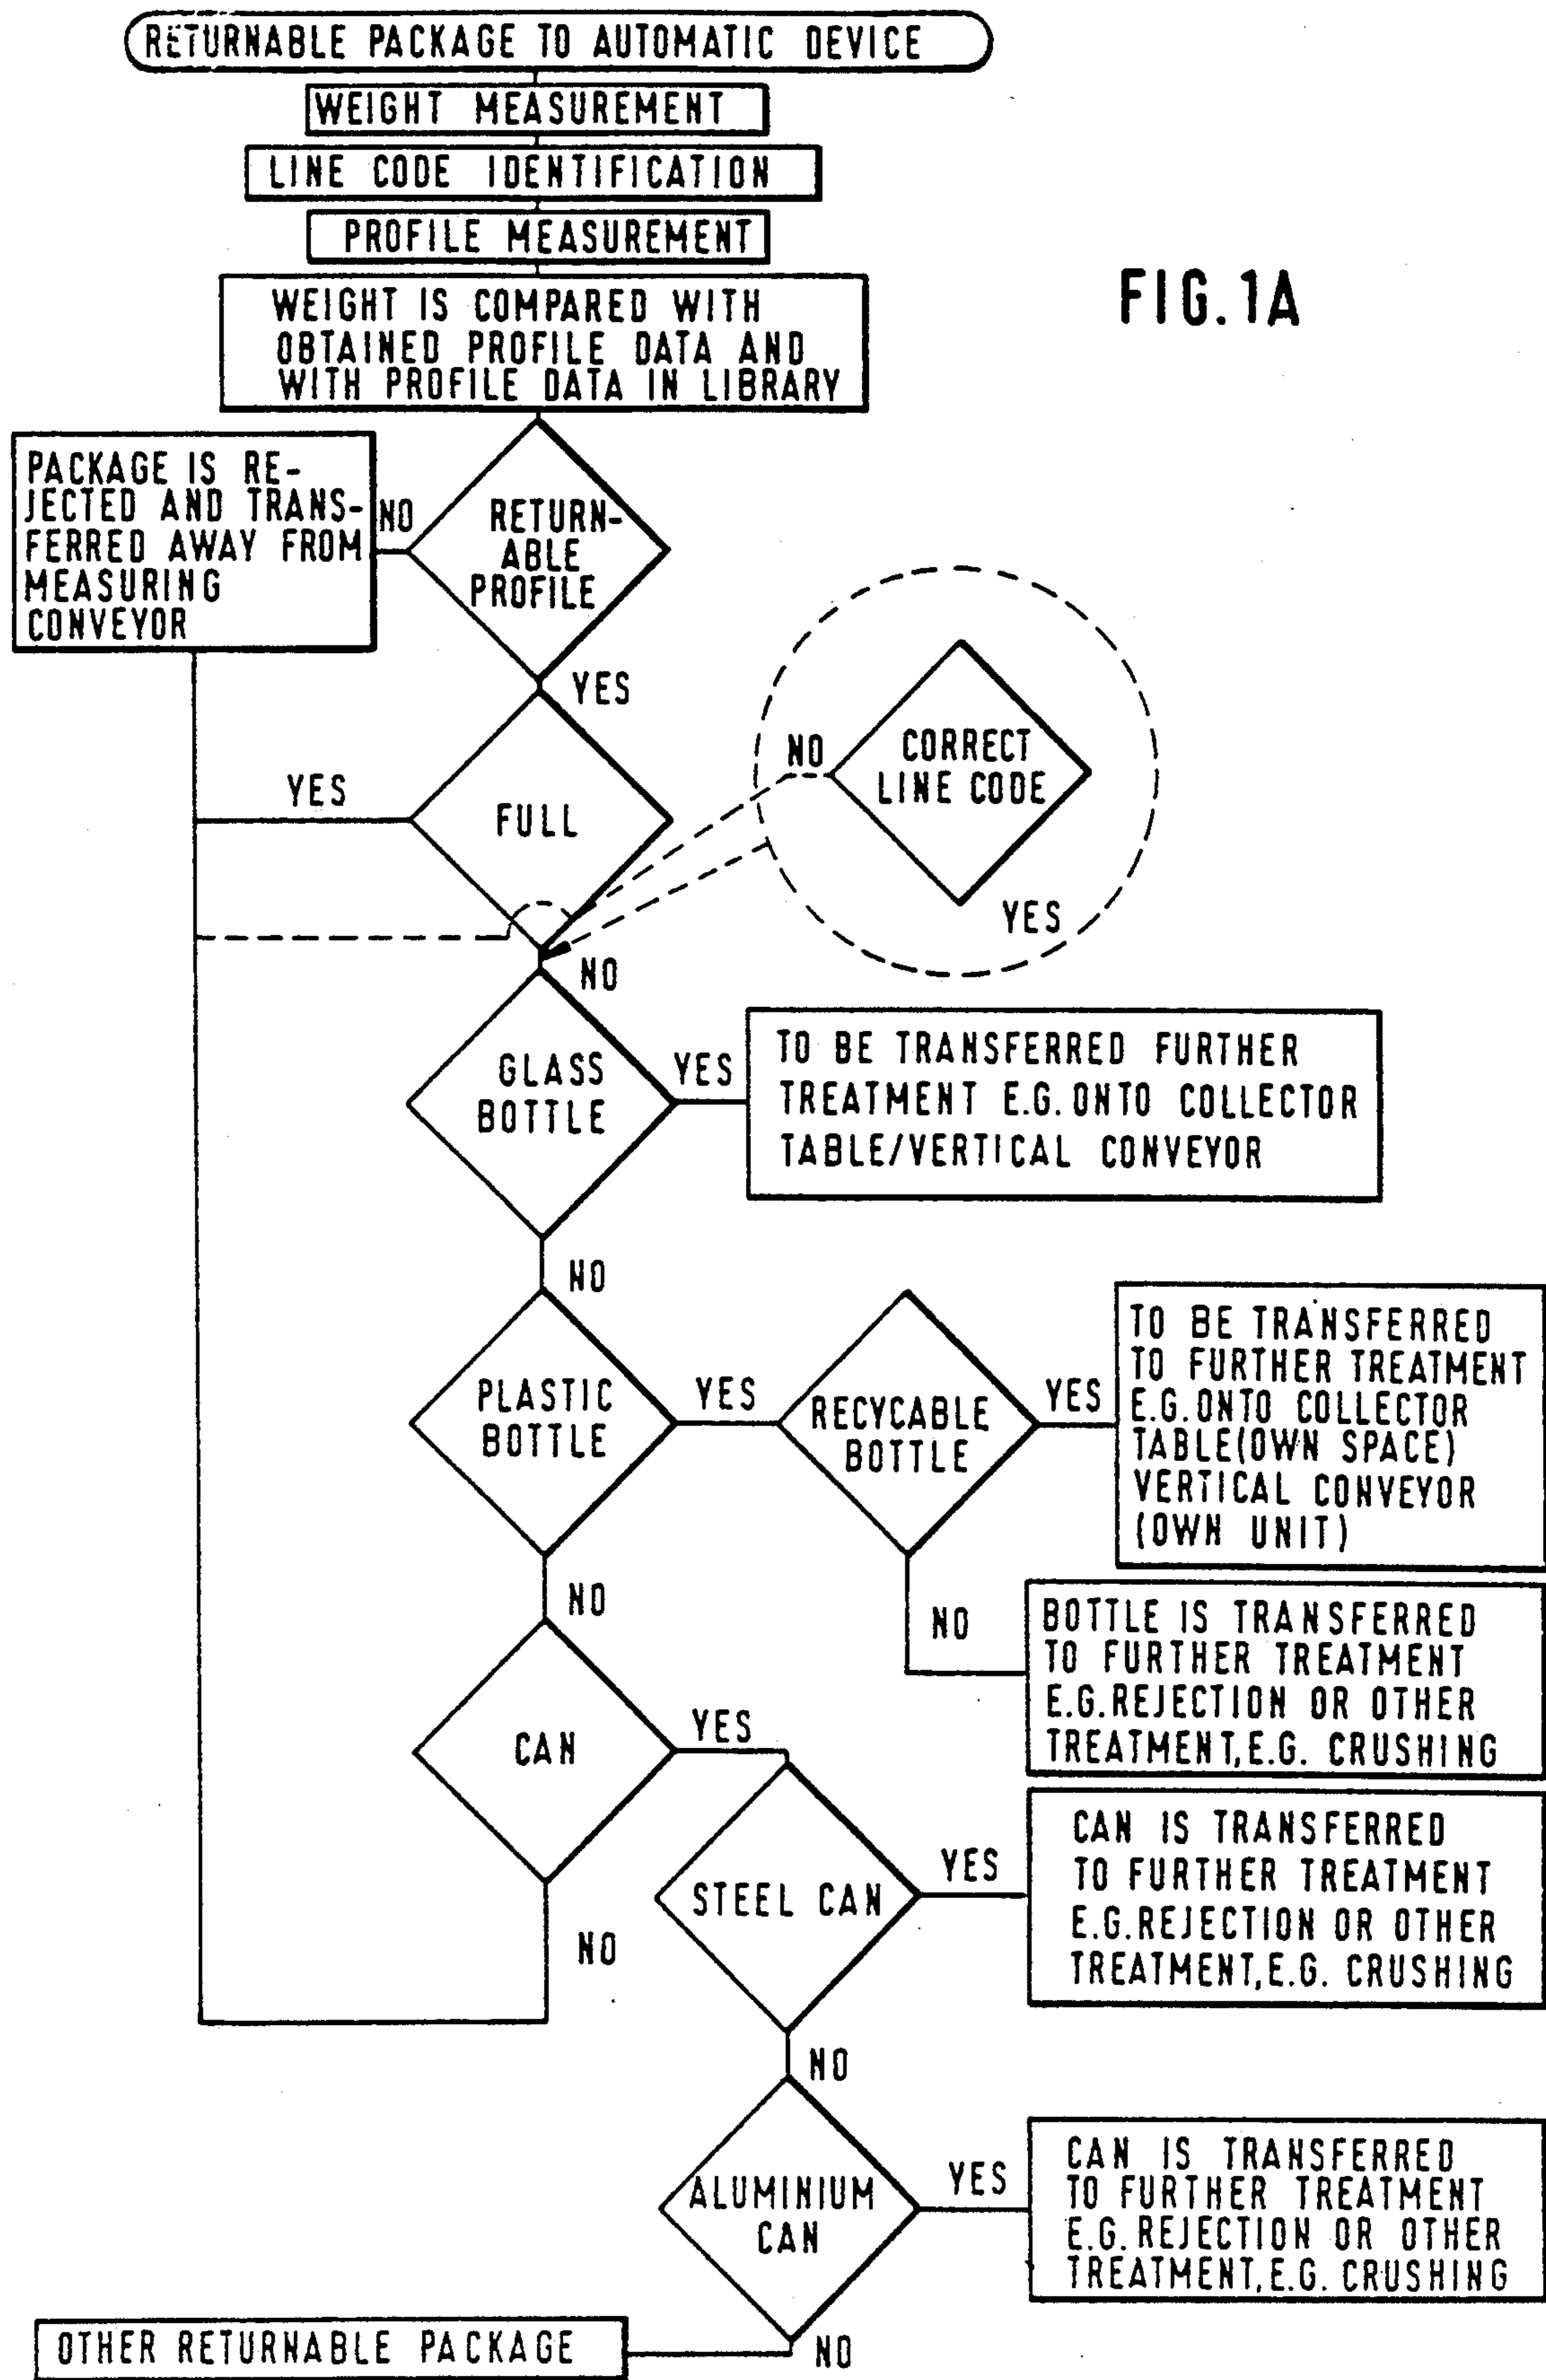 RETURNABLE PACKAGE TO AUTOMATIC DEVICE
WEIGHT MEASUREMENT
LINE CODE IDENTIFICATION
PROFILE MEASUREMENT
WEIGHT IS COMPARED WITH
OBTAINED PROFILE DATA AND
WITH PROFILE DATA IN LIBRARY
FIG.1A
PACKAGE IS RE-
JECTED AND TRANS-
FERRED AWAY FROM
MEASURING
CONVEYOR
NO
RETURN-
ABLE
PROFILE
YES
YES
FULL
NO
CORRECT
LINE CODE
YES
NO
GLASS
BOTTLE
YES
TO BE TRANSFERRED FURTHER
TREATMENT E.G. ONTO COLLECTOR
TABLE/VERTICAL CONVEYOR
NO
PLASTIC
BOTTLE
YES
RECYCABLE
BOTTLE
YES
TO BE TRANSFERRED
TO FURTHER TREATMENT
E.G. ONTO COLLECTOR
TABLE(OWN SPACE)
VERTICAL CONVEYOR
(OWN UNIT)
NO
NO
BOTTLE IS TRANSFERRED
TO FURTHER TREATMENT
E.G. REJECTION OR OTHER
TREATMENT, E.G. CRUSHING
CAN
YES
NO
STEEL CAN
YES
CAN IS TRANSFERRED
TO FURTHER TREATMENT
E.G. REJECTION OR OTHER
TREATMENT, E.G. CRUSHING
NO
ALUMINIUM
CAN
YES
CAN IS TRANSFERRED
TO FURTHER TREATMENT
E.G. REJECTION OR OTHER
TREATMENT, E.G. CRUSHING
NO
OTHER RETURNABLE PACKAGE